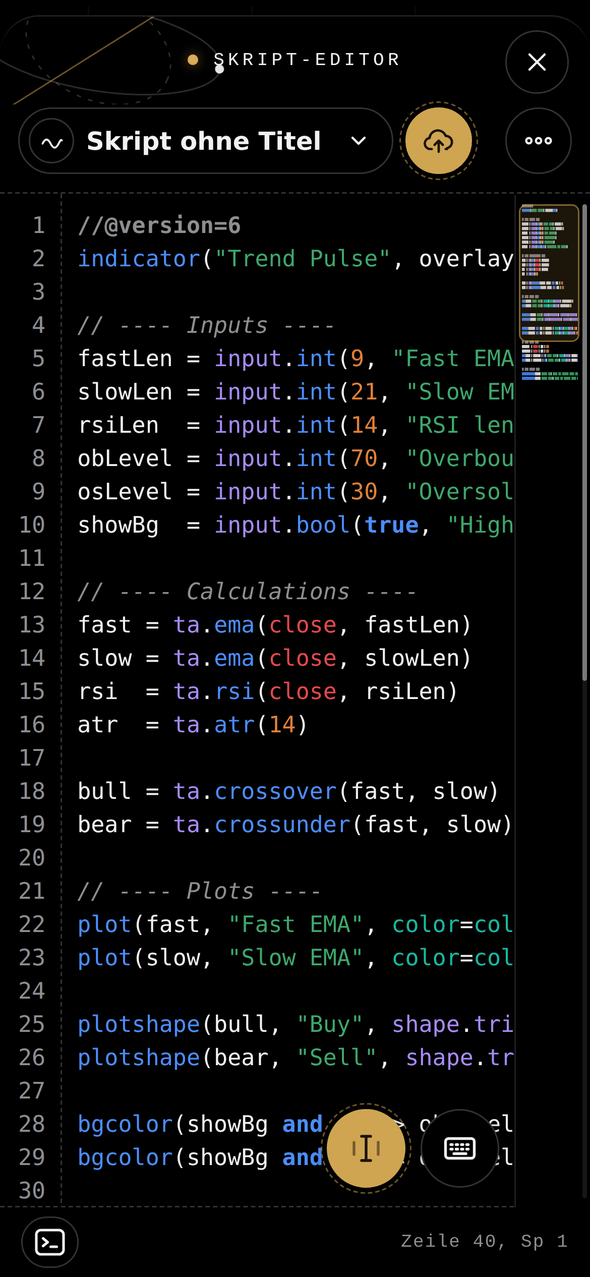 SKRIPT-EDITOR
Skript ohne Titel
1 //@version=6
2 indicator("Trend Pulse", overlay
3
4 // ---- Inputs ----
5 fastLen = input.int(9, "Fast EMA
6 slowLen = input.int(21, "Slow EM
7 rsiLen  = input.int(14, "RSI len
8 obLevel = input.int(70, "Overbou
9 osLevel = input.int(30, "Oversol
10 showBg  = input.bool(true, "High
11
12 // ---- Calculations ----
13 fast = ta.ema(close, fastLen)
14 slow = ta.ema(close, slowLen)
15 rsi  = ta.rsi(close, rsiLen)
16 atr  = ta.atr(14)
17
18 bull = ta.crossover(fast, slow)
19 bear = ta.crossunder(fast, slow)
20
21 // ---- Plots ----
22 plot(fast, "Fast EMA", color=col
23 plot(slow, "Slow EMA", color=col
24
25 plotshape(bull, "Buy", shape.tri
26 plotshape(bear, "Sell", shape.tr
27
28 bgcolor(showBg and
29 bgcolor(showBg and
30
Zeile 40, Sp 1